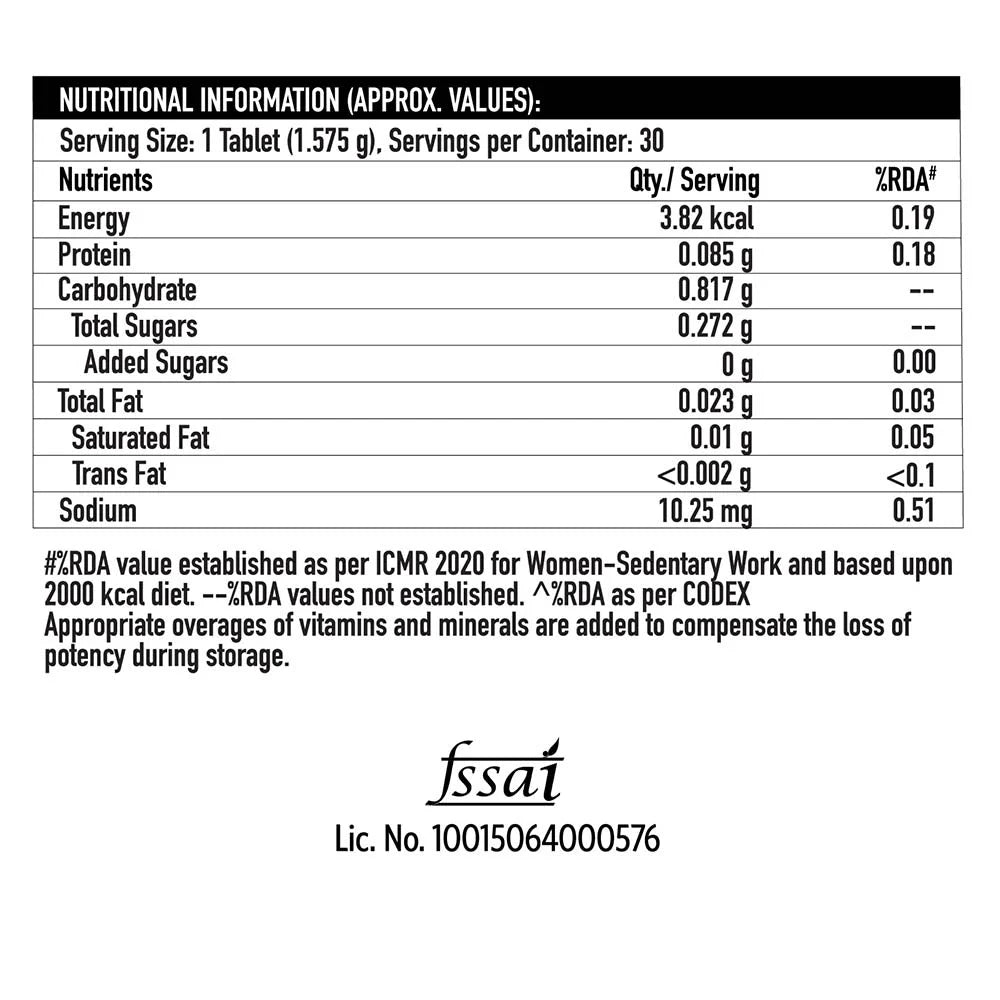 NUTRITIONAL INFORMATION (APPROX. VALUES):
Serving Size: 1 Tablet (1.575 g), Servings per Container: 30
Nutrients Qty./ Serving %RDA#
Energy 3.82 kcal 0.19
Protein 0.085 g 0.18
Carbohydrate 0.817 g --
Total Sugars 0.272 g --
Added Sugars 0 g 0.00
Total Fat 0.023 g 0.03
Saturated Fat 0.01 g 0.05
Trans Fat <0.002 g <0.1
Sodium 10.25 mg 0.51
#%RDA value established as per ICMR 2020 for Women-Sedentary Work and based upon
2000 kcal diet. --%RDA values not established. ^%RDA as per CODEX
Appropriate overages of vitamins and minerals are added to compensate the loss of
potency during storage.
fssai
Lic. No. 10015064000576